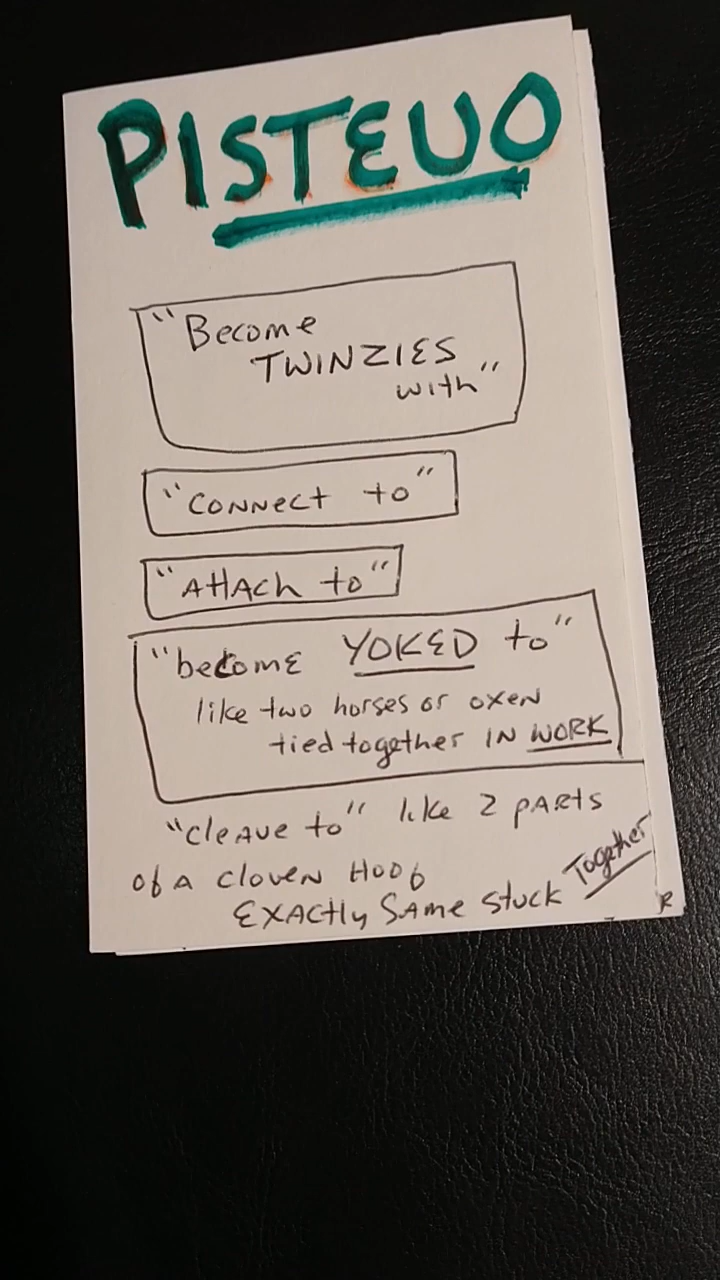 PISTEUO
"Become
TWINZIES
with"
"CONNect to"
"AttAch to"
"become YOKED to"
like two horses or oxen
tied together IN WORK
"cleave to" like 2 pARts
of A cloveN Hoof
EXACtly SAme stuck Together